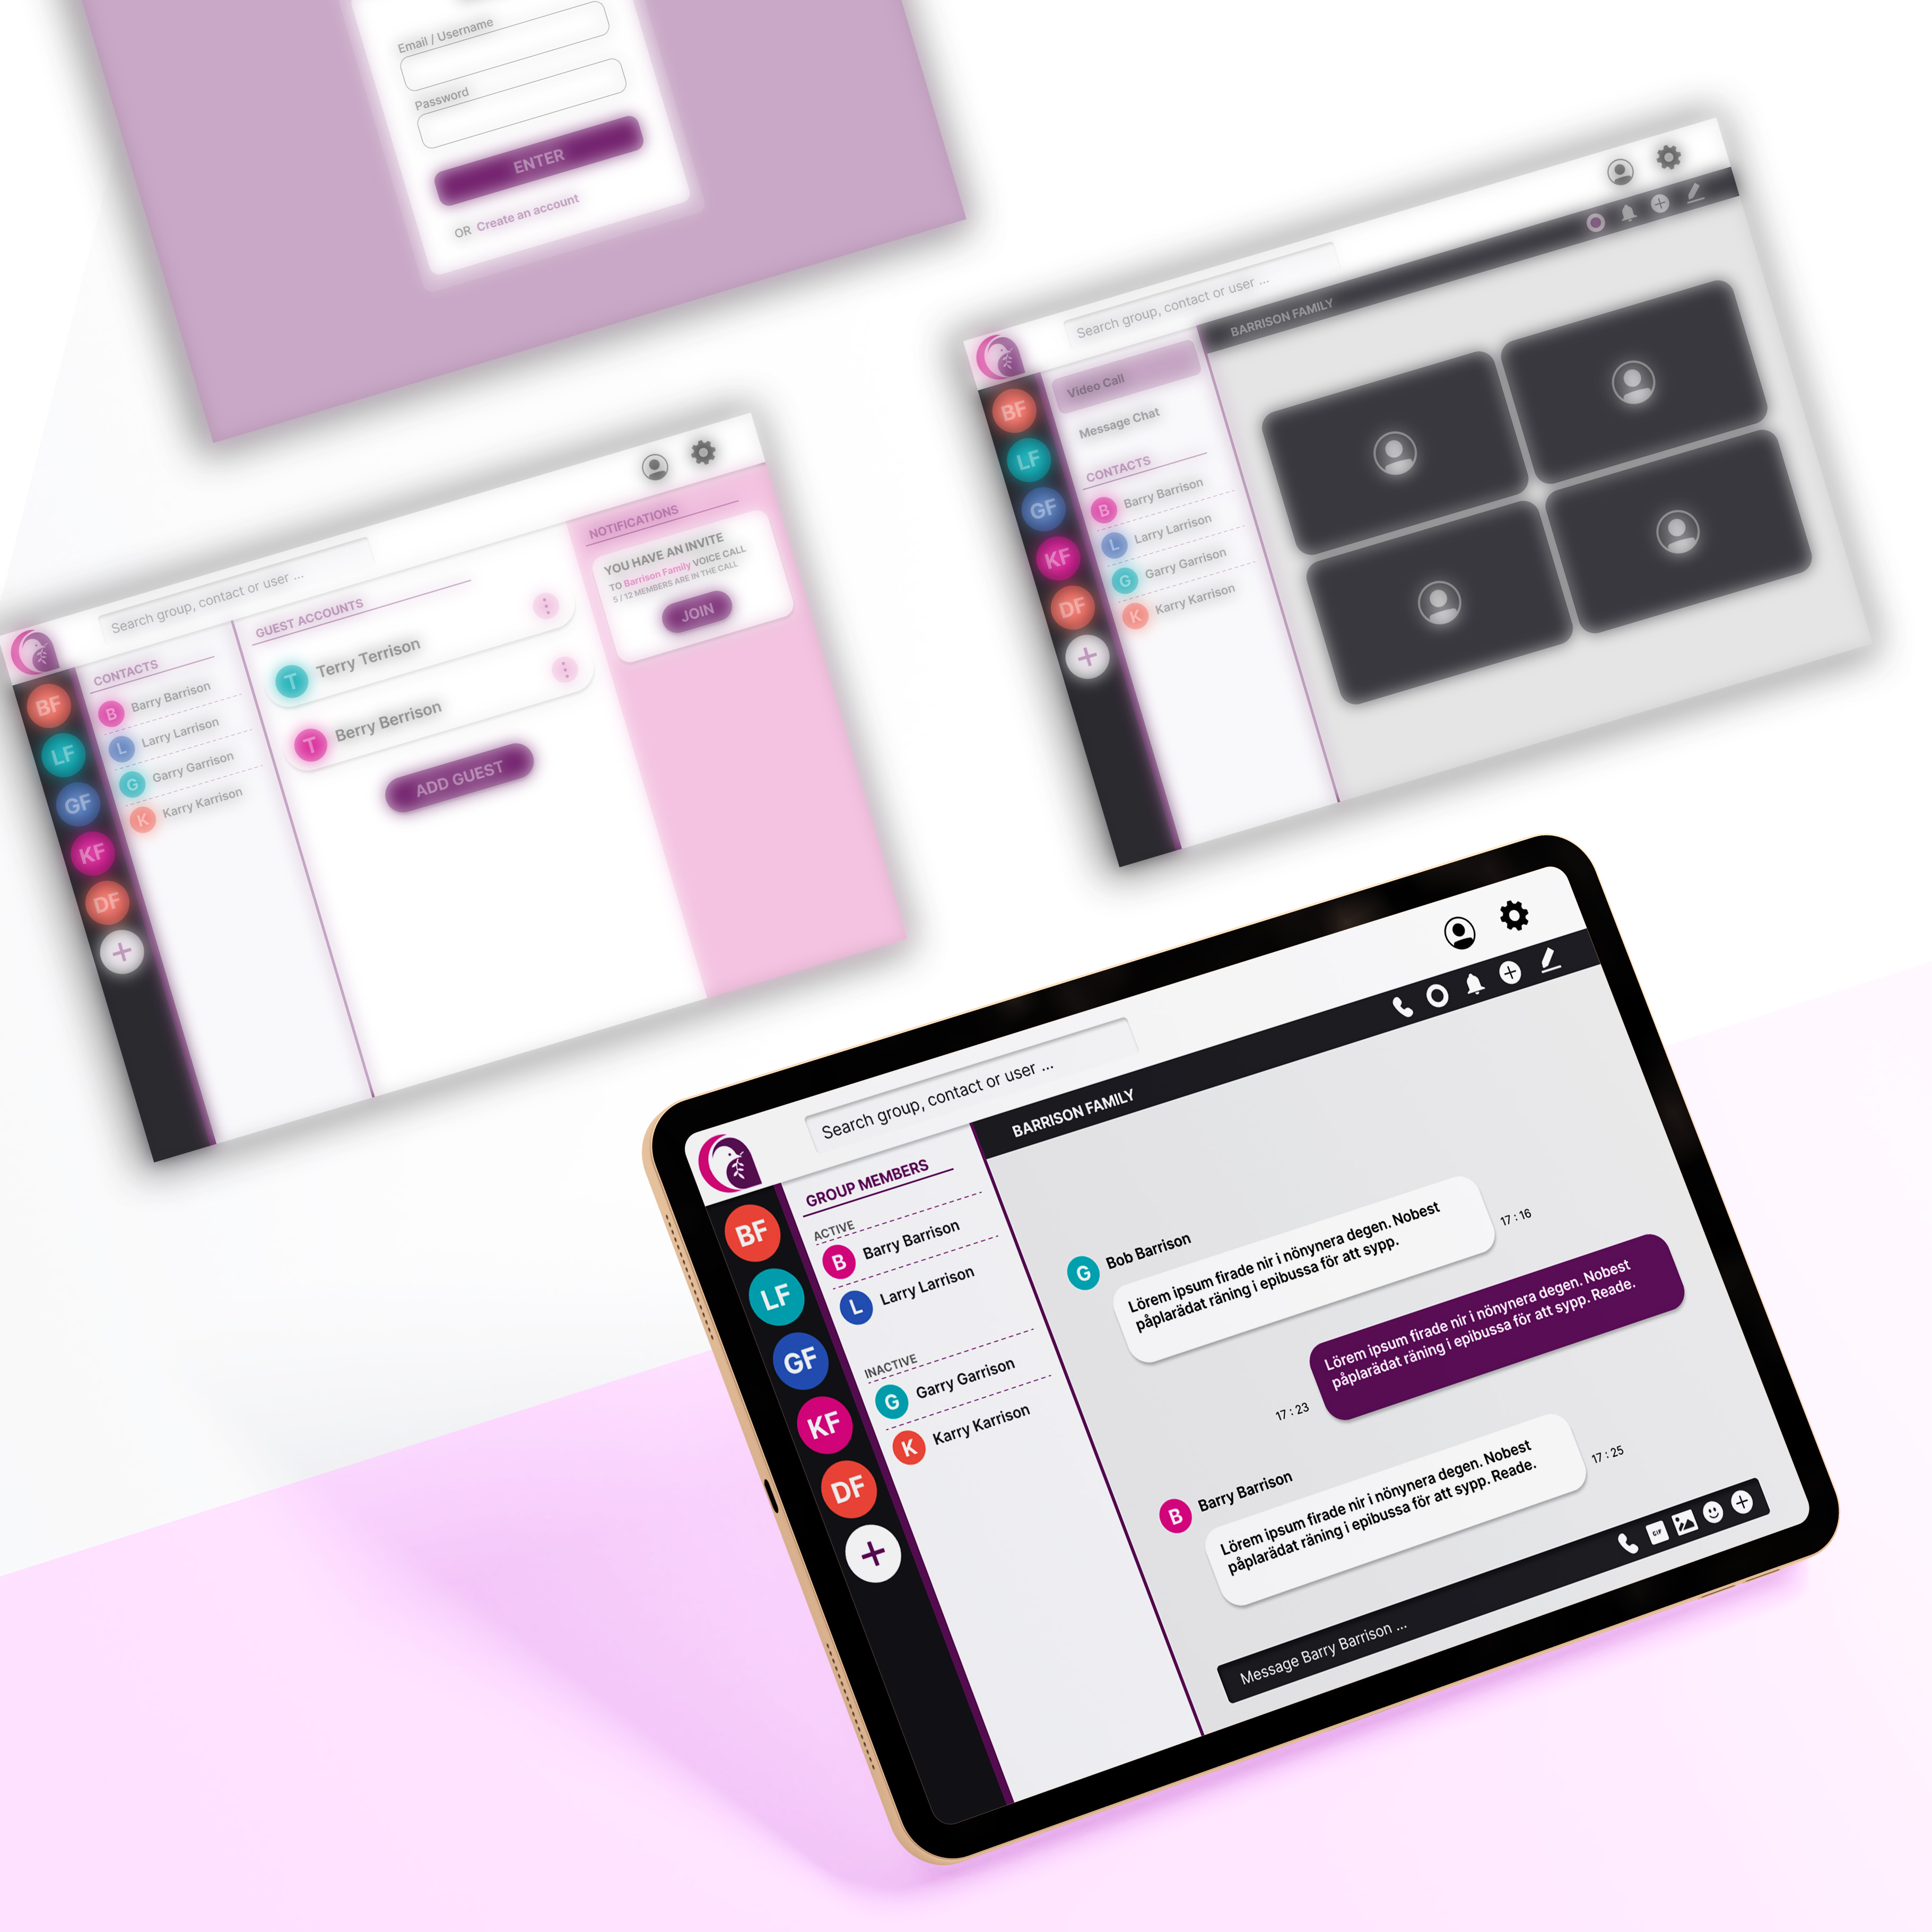 Email / Username
Password
ENTER
OR Create an account
Search group, contact or user ...
BARRISON FAMILY
BF
LF
GF
KF
DF
Video Call
Message Chat
CONTACTS
B Barry Barrison
L Larry Larrison
G Garry Garrison
K Karry Karrison
Search group, contact or user ...
BF
LF
GF
KF
DF
CONTACTS
B Barry Barrison
L Larry Larrison
G Garry Garrison
K Karry Karrison
GUEST ACCOUNTS
T Terry Terrison
T Berry Berrison
ADD GUEST
NOTIFICATIONS
YOU HAVE AN INVITE
TO Barrison Family VOICE CALL
5 / 12 MEMBERS ARE IN THE CALL
JOIN
Search group, contact or user ...
BARRISON FAMILY
BF
LF
GF
KF
DF
GROUP MEMBERS
ACTIVE
B Barry Barrison
L Larry Larrison
INACTIVE
G Garry Garrison
K Karry Karrison
G Bob Barrison
Lörem ipsum firade nir i nönynera degen. Nobest
påplarädat räning i epibussa för att sypp.
17 : 16
Lörem ipsum firade nir i nönynera degen. Nobest
påplarädat räning i epibussa för att sypp. Reade.
17 : 23
B Barry Barrison
Lörem ipsum firade nir i nönynera degen. Nobest
påplarädat räning i epibussa för att sypp. Reade.
17 : 25
Message Barry Barrison ...
GIF